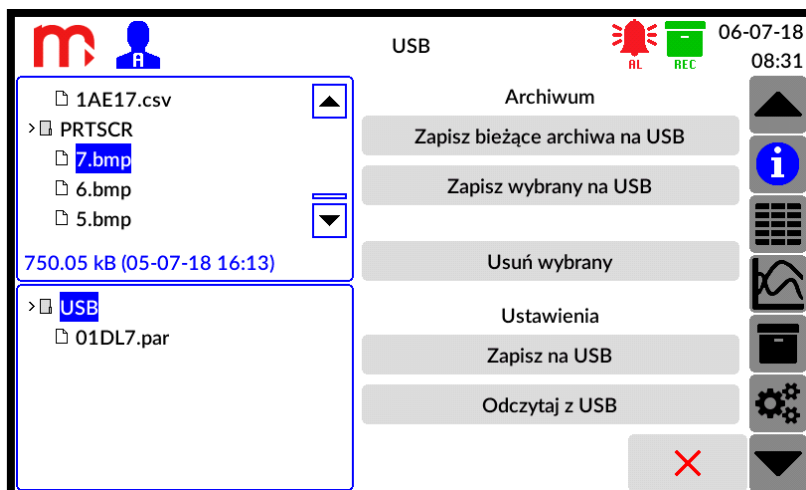 m
A
USB
AL
REC
06-07-18
08:31
1AE17.csv
PRTSCR
7.bmp
6.bmp
5.bmp
750.05 kB (05-07-18 16:13)
USB
01DL7.par
Archiwum
Zapisz bieżące archiwa na USB
Zapisz wybrany na USB
Usuń wybrany
Ustawienia
Zapisz na USB
Odczytaj z USB
i